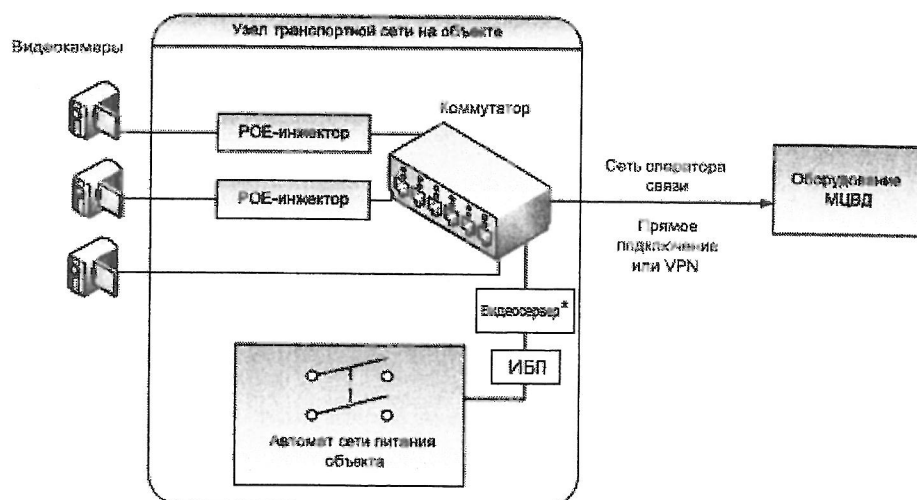 Узел транспортной сети на объекте
Видеокамеры
Коммутатор
POE-инжектор
POE-инжектор
Сеть оператора
связи
Прямое
подключение
или VPN
Оборудование
МЦВД
Видеосервер*
ИБП
Автомат сети питания
объекта